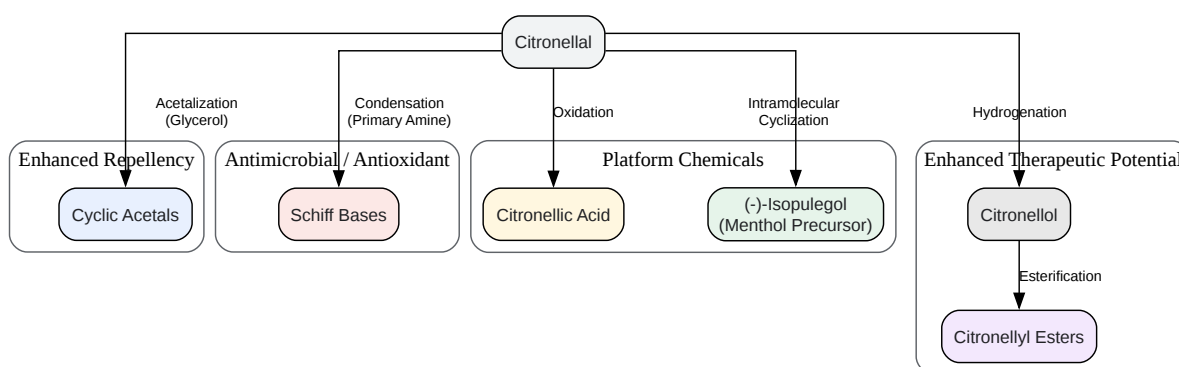 Citronellal
Acetalization
(Glycerol)
Condensation
(Primary Amine)
Oxidation
Intramolecular
Cyclization
Hydrogenation
Enhanced Repellency
Antimicrobial / Antioxidant
Platform Chemicals
Enhanced Therapeutic Potential
Cyclic Acetals
Schiff Bases
Citronellic Acid
(-)-Isopulegol
(Menthol Precursor)
Citronellol
Esterification
Citronellyl Esters